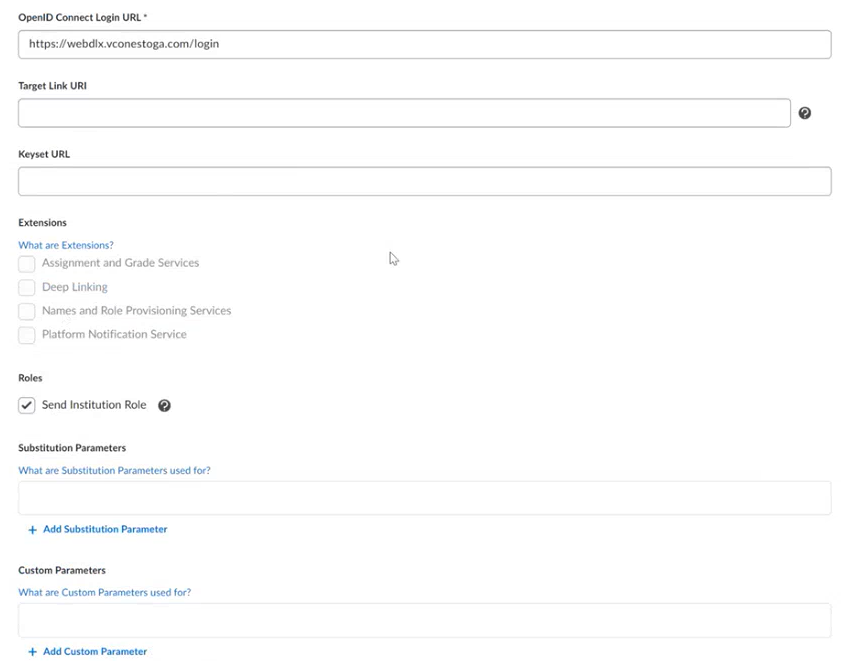 OpenID Connect Login URL *
https://webdlx.vconestoga.com/login
Target Link URI
Keyset URL
Extensions
What are Extensions?
Assignment and Grade Services
Deep Linking
Names and Role Provisioning Services
Platform Notification Service
Roles
Send Institution Role
Substitution Parameters
What are Substitution Parameters used for?
+ Add Substitution Parameter
Custom Parameters
What are Custom Parameters used for?
+ Add Custom Parameter